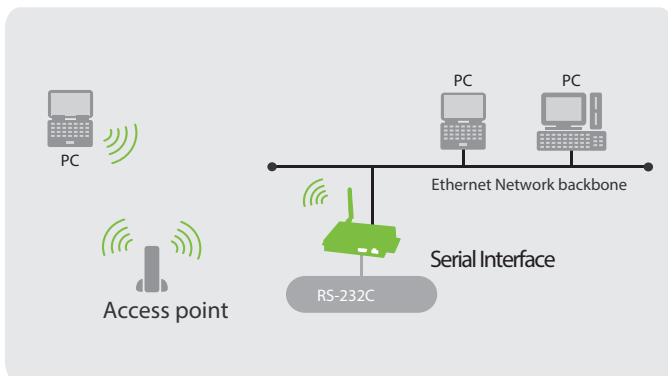 PC
PC
PC
Ethernet Network backbone
Serial Interface
RS-232C
Access point